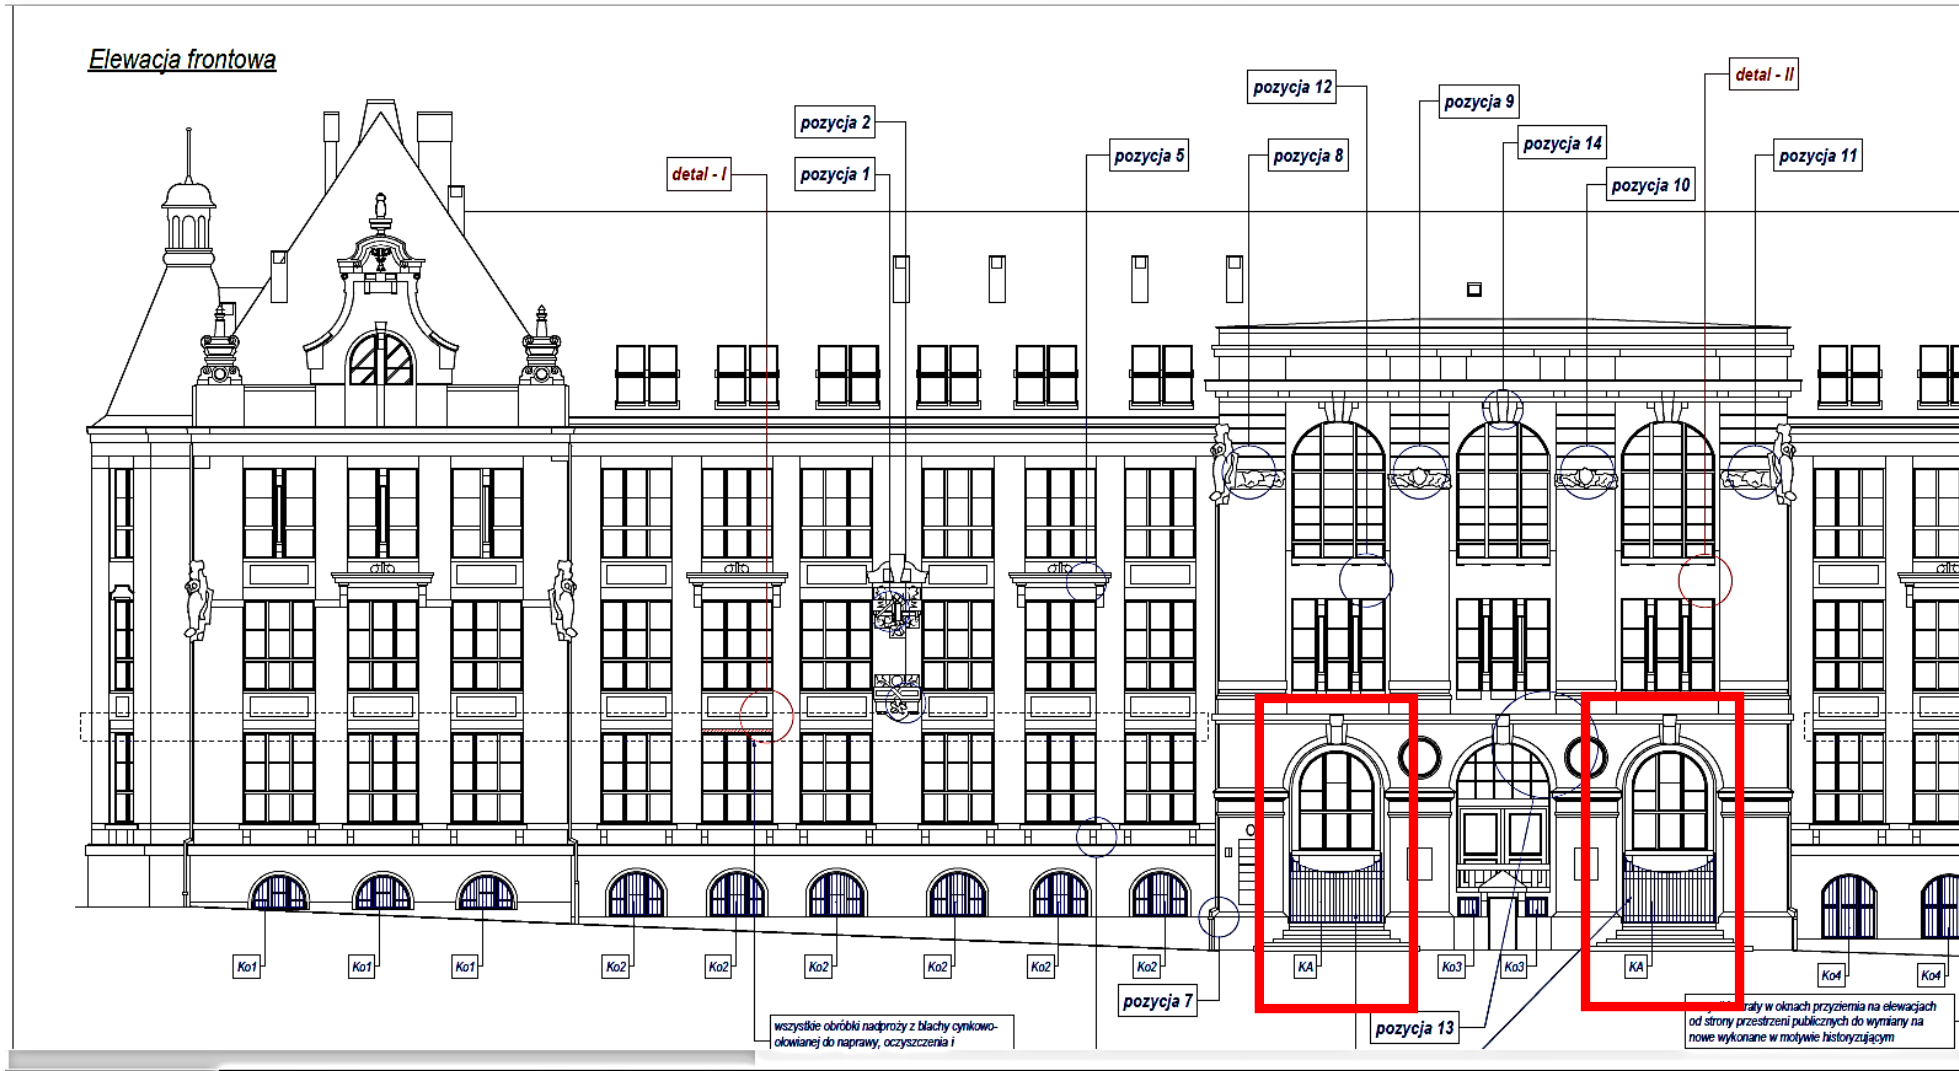 Elewacja frontowa
detal - II
pozycja 12
pozycja 9
pozycja 2
pozycja 14
pozycja 5
pozycja 8
pozycja 11
detal - I
pozycja 1
pozycja 10
Ko1
Ko1
Ko1
Ko2
Ko2
Ko2
Ko2
Ko2
Ko2
KA
Ko3
Ko3
KA
Ko4
Ko4
pozycja 7
pozycja 13
wszystkie obróbki nadproży z blachy cynkowo-
ołowianej do naprawy, oczyszczenia i
w oknach przyziemia na elewacjach
od strony przestrzeni publicznych do wymiany na
nowe wykonane w motywie historyzującym